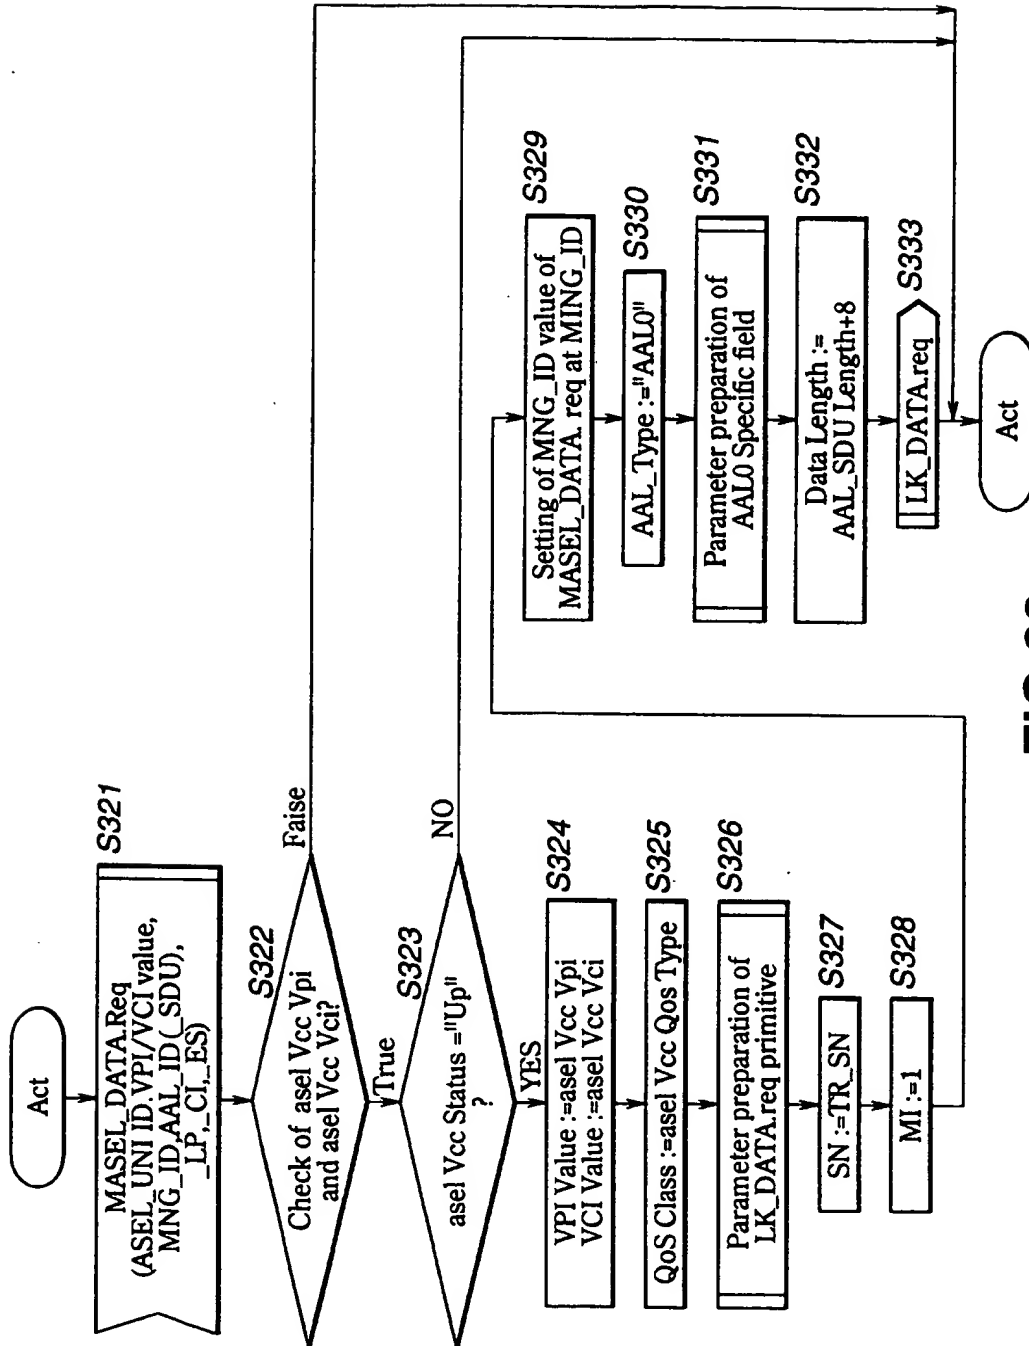 Act
S321
MASEL_DATA.Req
(ASEL_UNI ID.VPI/VCI value,
MNG_ID,AAL_ID (_SDU),
_LP,_CI,_ES)
S322
Check of asel Vcc Vpi
and asel Vcc Vci?
Faise
True
S323
asel Vcc Status ="Up"
?
NO
YES
S324
VPI Value :=asel Vcc Vpi
VCI Value :=asel Vcc Vci
S325
QoS Class :=asel Vcc QoS Type
S326
Parameter preparation of
LK_DATA.req primitive
S327
SN :=TR_SN
S328
MI :=1
S329
Setting of MNG_ID value of
MASEL_DATA. req at MING_ID
S330
AAL_Type :="AAL0"
S331
Parameter preparation of
AAL0 Specific field
S332
Data Length :=
AAL_SDU Length+8
S333
LK_DATA.req
Act